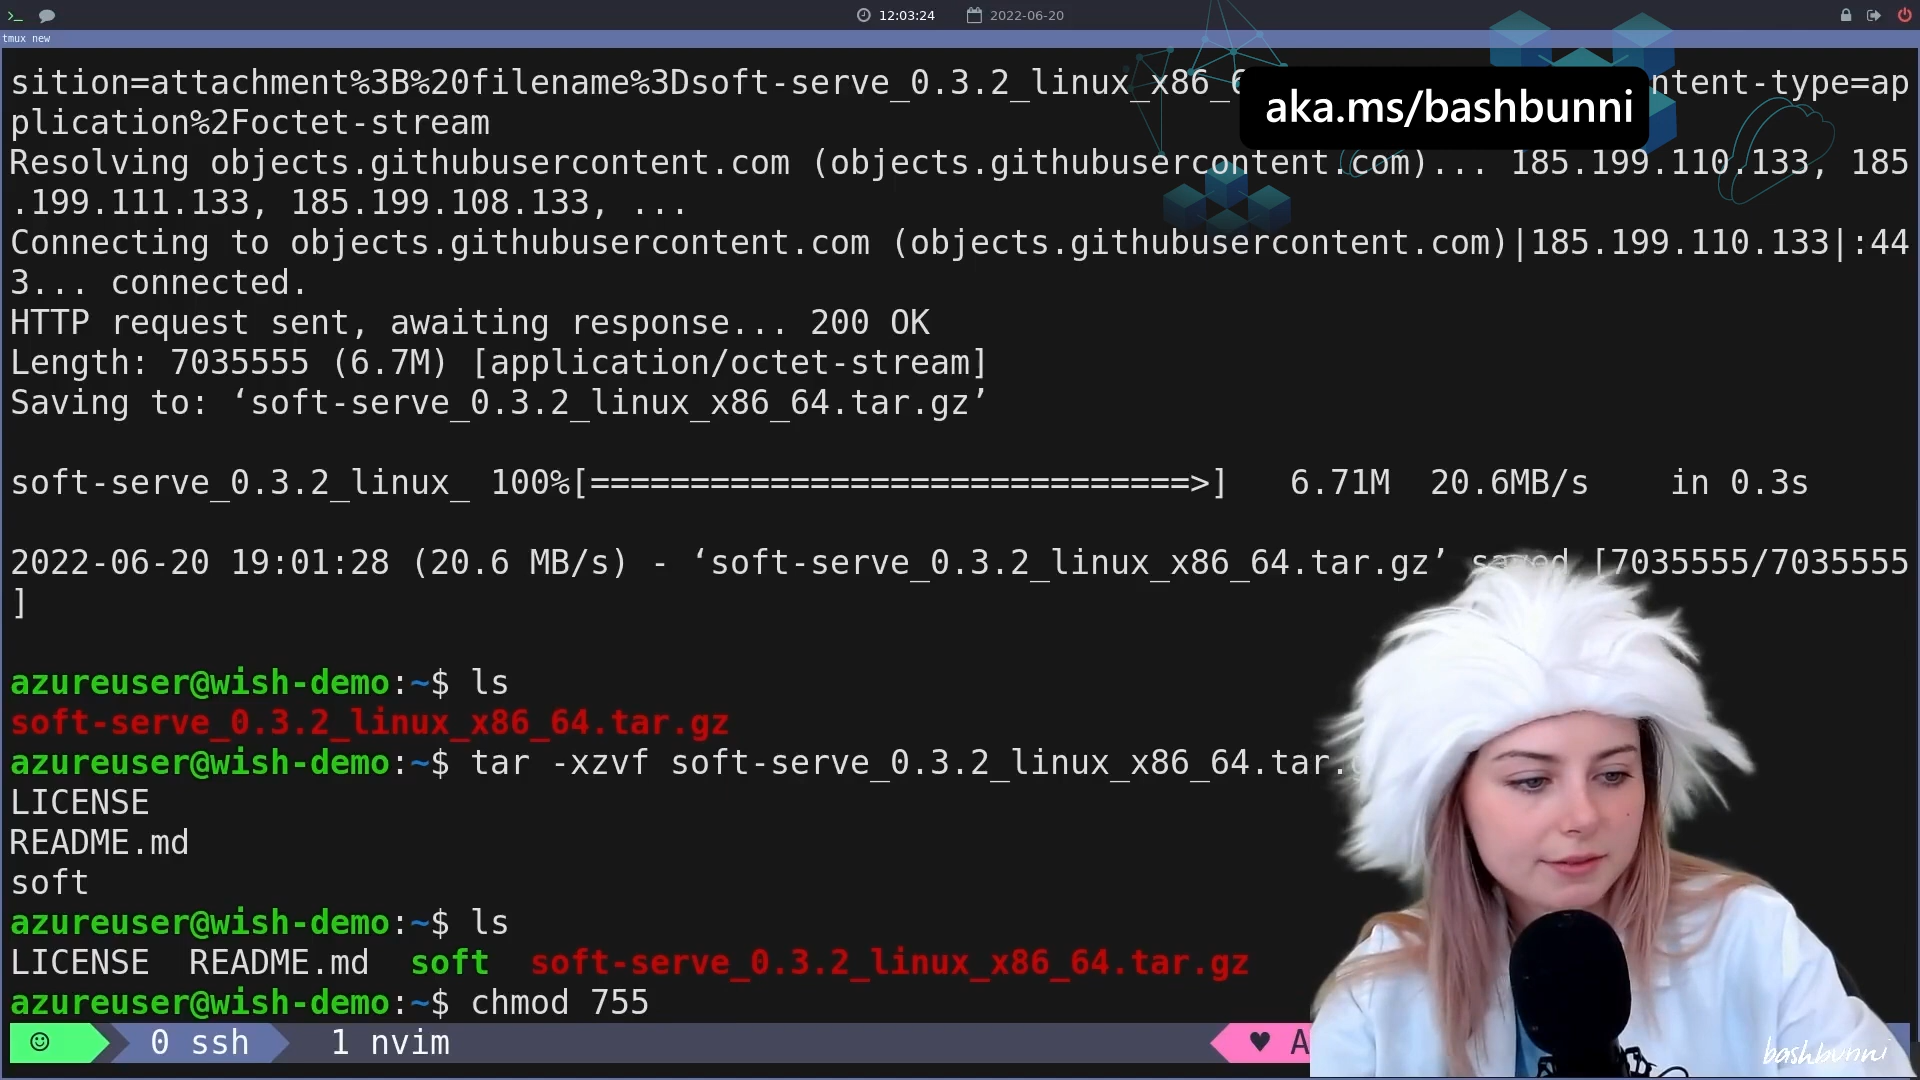 12:03:24 2022-06-20
tmux new
sition=attachment%3B%20filename%3Dsoft-serve_0.3.2_linux_x86_6 ntent-type=ap
aka.ms/bashbunni
plication%2Foctet-stream
Resolving objects.githubusercontent.com (objects.githubusercontent.com)... 185.199.110.133, 185
.199.111.133, 185.199.108.133, ...
Connecting to objects.githubusercontent.com (objects.githubusercontent.com)|185.199.110.133|:44
3... connected.
HTTP request sent, awaiting response... 200 OK
Length: 7035555 (6.7M) [application/octet-stream]
Saving to: ‘soft-serve_0.3.2_linux_x86_64.tar.gz’
soft-serve_0.3.2_linux_ 100%[==============================>] 6.71M 20.6MB/s in 0.3s
2022-06-20 19:01:28 (20.6 MB/s) - ‘soft-serve_0.3.2_linux_x86_64.tar.gz’ saved [7035555/7035555
]
azureuser@wish-demo:~$ ls
soft-serve_0.3.2_linux_x86_64.tar.gz
azureuser@wish-demo:~$ tar -xzvf soft-serve_0.3.2_linux_x86_64.tar.
LICENSE
README.md
soft
azureuser@wish-demo:~$ ls
LICENSE README.md soft soft-serve_0.3.2_linux_x86_64.tar.gz
azureuser@wish-demo:~$ chmod 755
0 ssh 1 nvim ♥ A
bashbunni